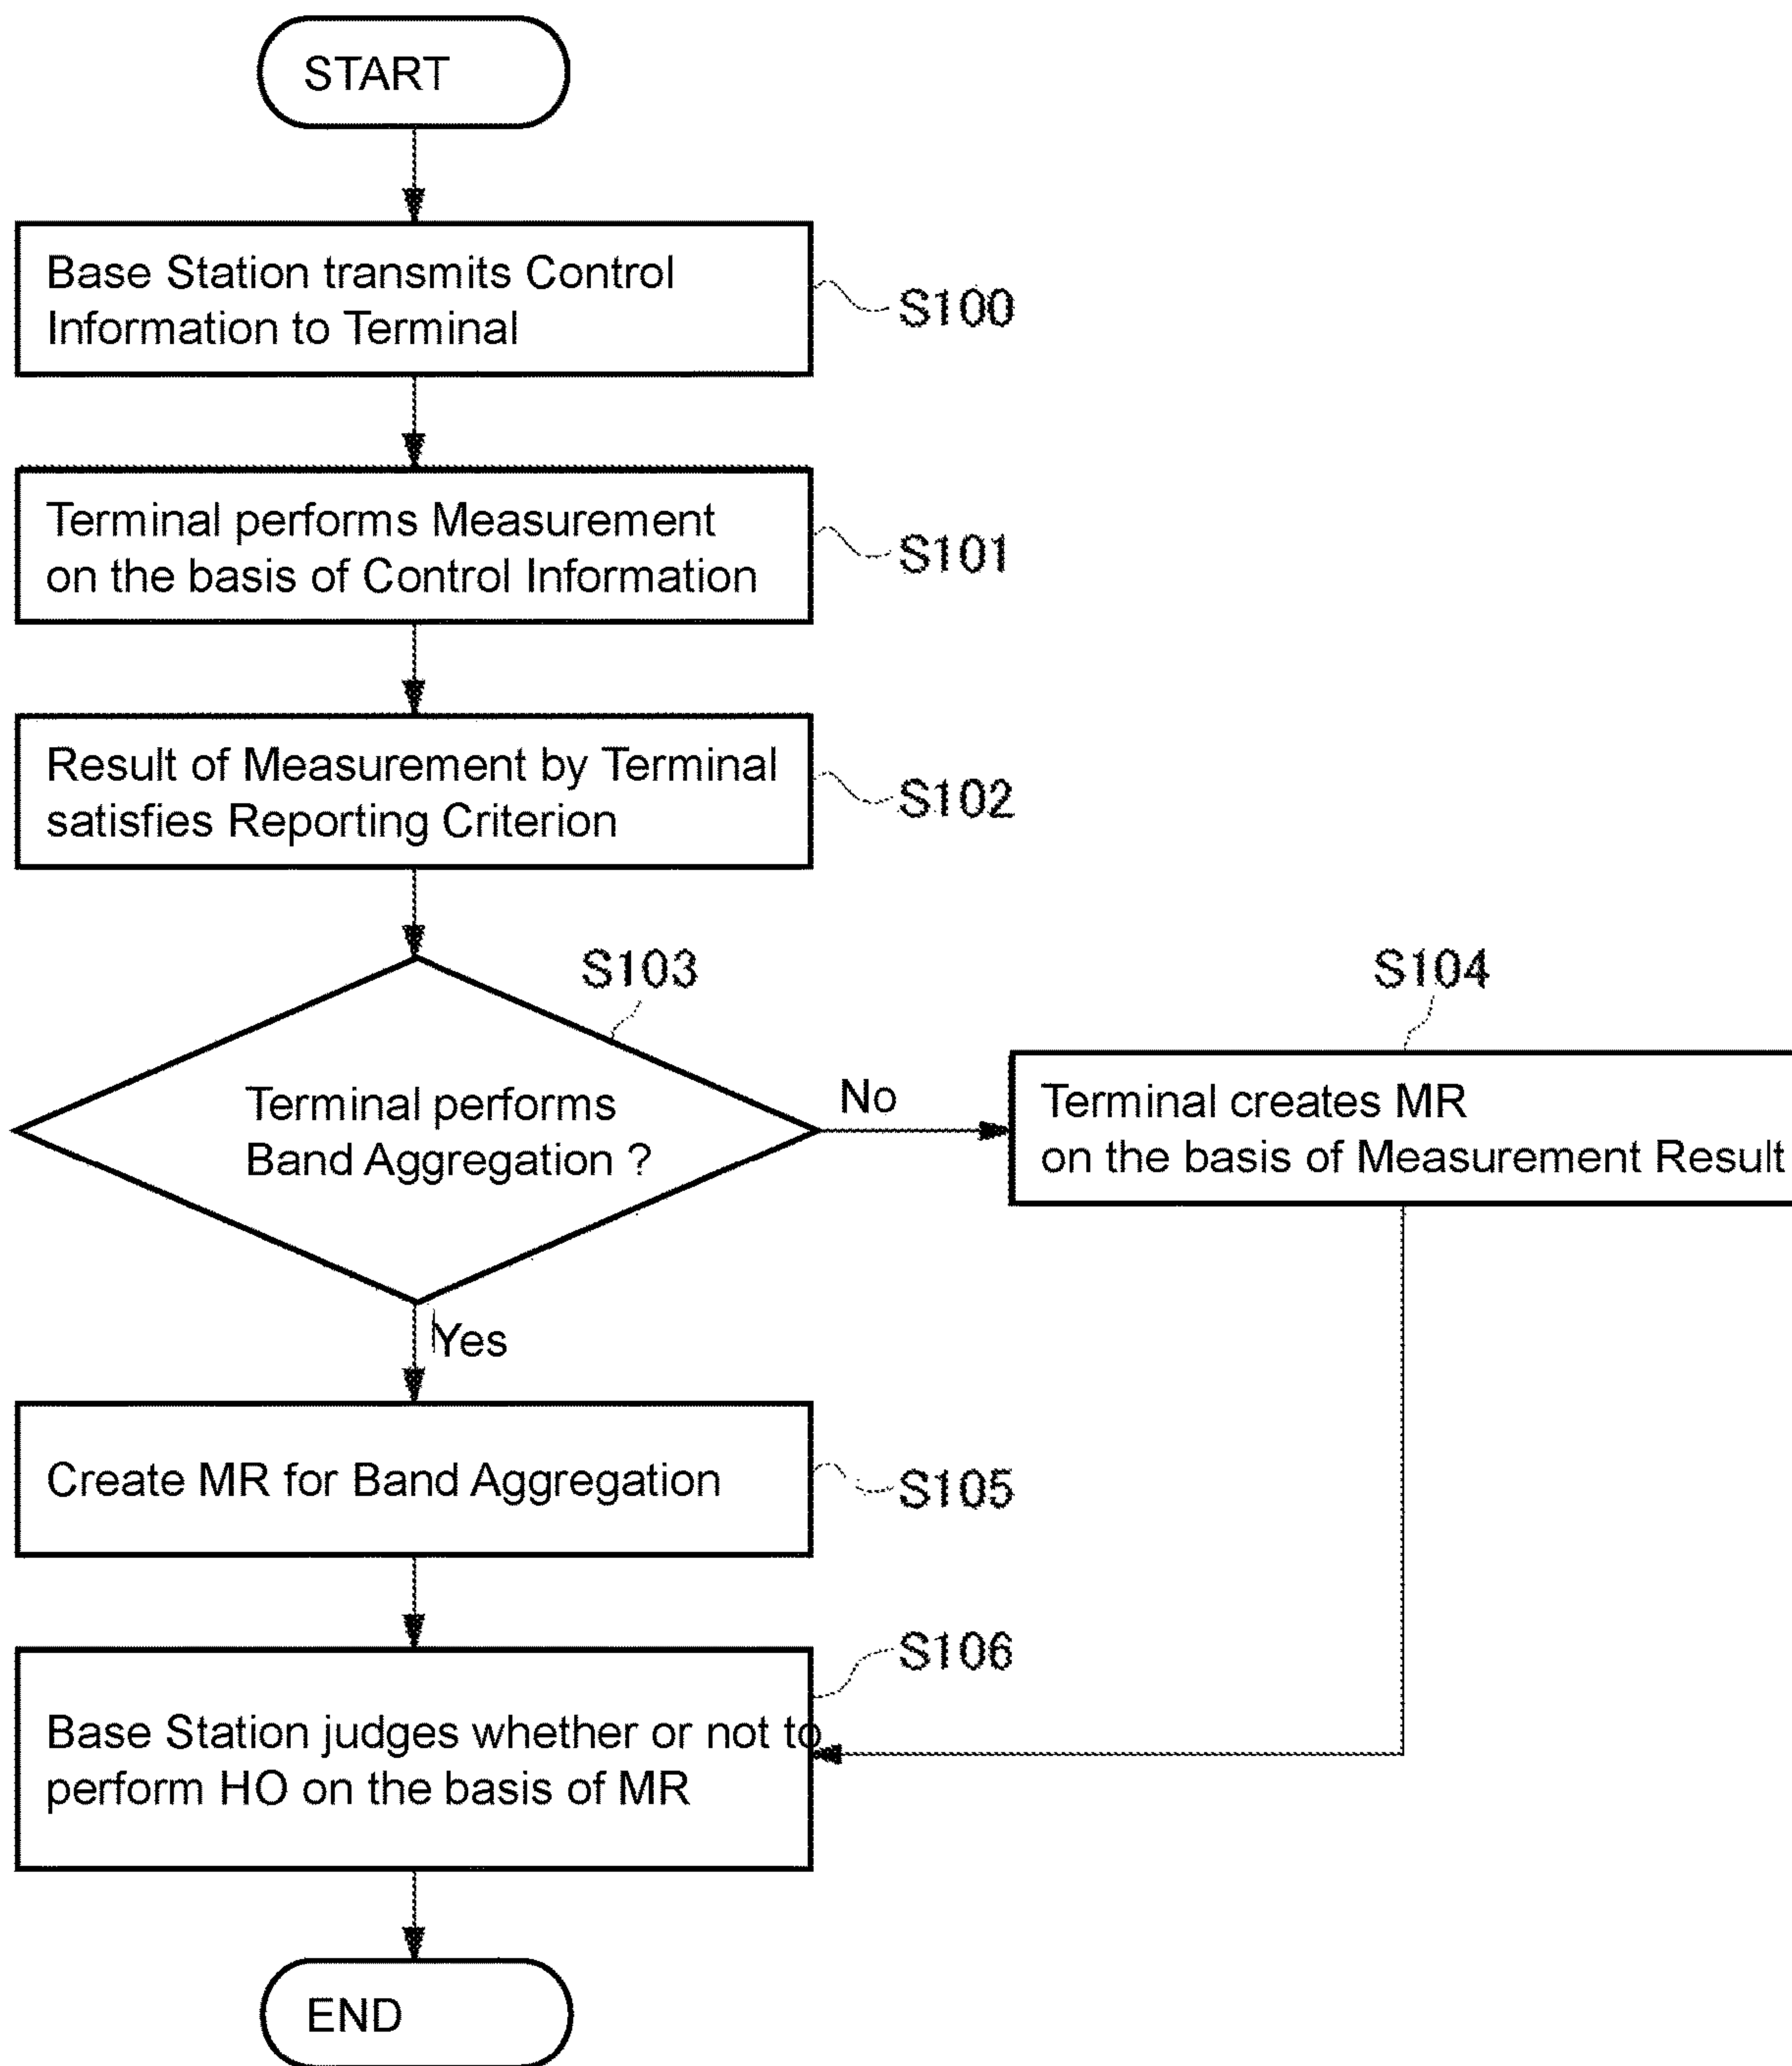 START
Base Station transmits Control
Information to Terminal
S100
Terminal performs Measurement
on the basis of Control Information
S101
Result of Measurement by Terminal
satisfies Reporting Criterion
S102
S103
Terminal performs
Band Aggregation ?
No
S104
Terminal creates MR
on the basis of Measurement Result
Yes
Create MR for Band Aggregation
S105
S106
Base Station judges whether or not to
perform HO on the basis of MR
END